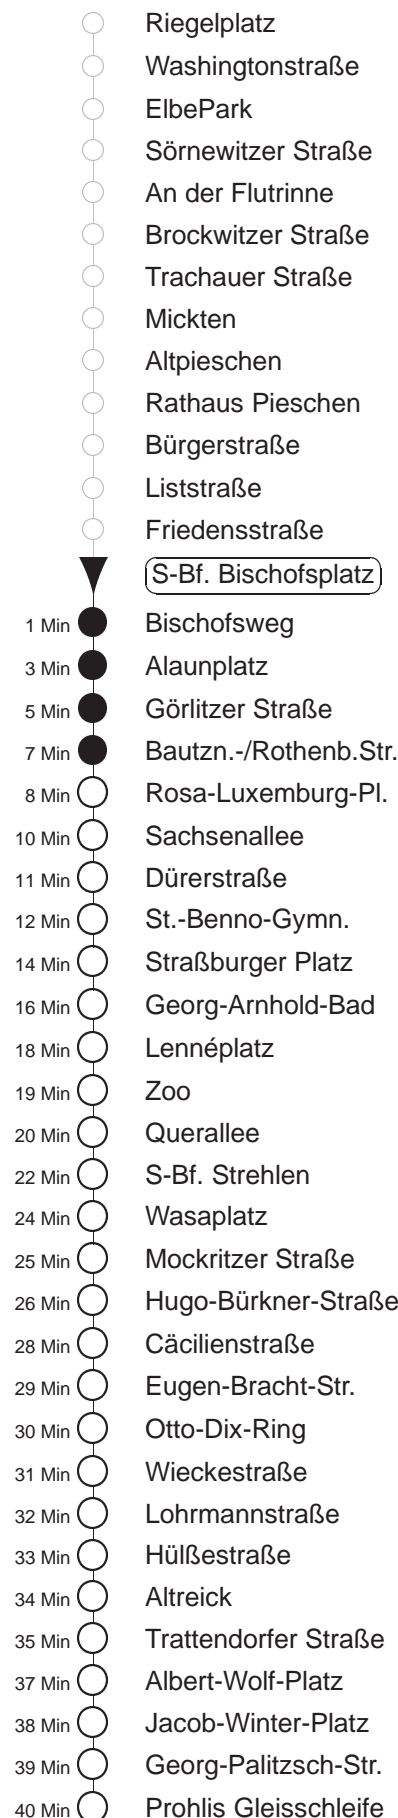 Riegelplatz
Washingtonstraße
ElbePark
Sörnewitzer Straße
An der Flutrinne
Brockwitzer Straße
Trachauer Straße
Mickten
Altpieschen
Rathaus Pieschen
Bürgerstraße
Liststraße
Friedensstraße
S-Bf. Bischofsplatz
1 Min Bischofsweg
3 Min Alaunplatz
5 Min Görlitzer Straße
7 Min Bautzn.-/Rothenb.Str.
8 Min Rosa-Luxemburg-Pl.
10 Min Sachsenallee
11 Min Dürerstraße
12 Min St.-Benno-Gymn.
14 Min Straßburger Platz
16 Min Georg-Arnhold-Bad
18 Min Lennéplatz
19 Min Zoo
20 Min Querallee
22 Min S-Bf. Strehlen
24 Min Wasaplatz
25 Min Mockritzer Straße
26 Min Hugo-Bürkner-Straße
28 Min Cäcilienstraße
29 Min Eugen-Bracht-Str.
30 Min Otto-Dix-Ring
31 Min Wieckestraße
32 Min Lohrmannstraße
33 Min Hülßestraße
34 Min Altreick
35 Min Trattendorfer Straße
37 Min Albert-Wolf-Platz
38 Min Jacob-Winter-Platz
39 Min Georg-Palitzsch-Str.
40 Min Prohlis Gleisschleife